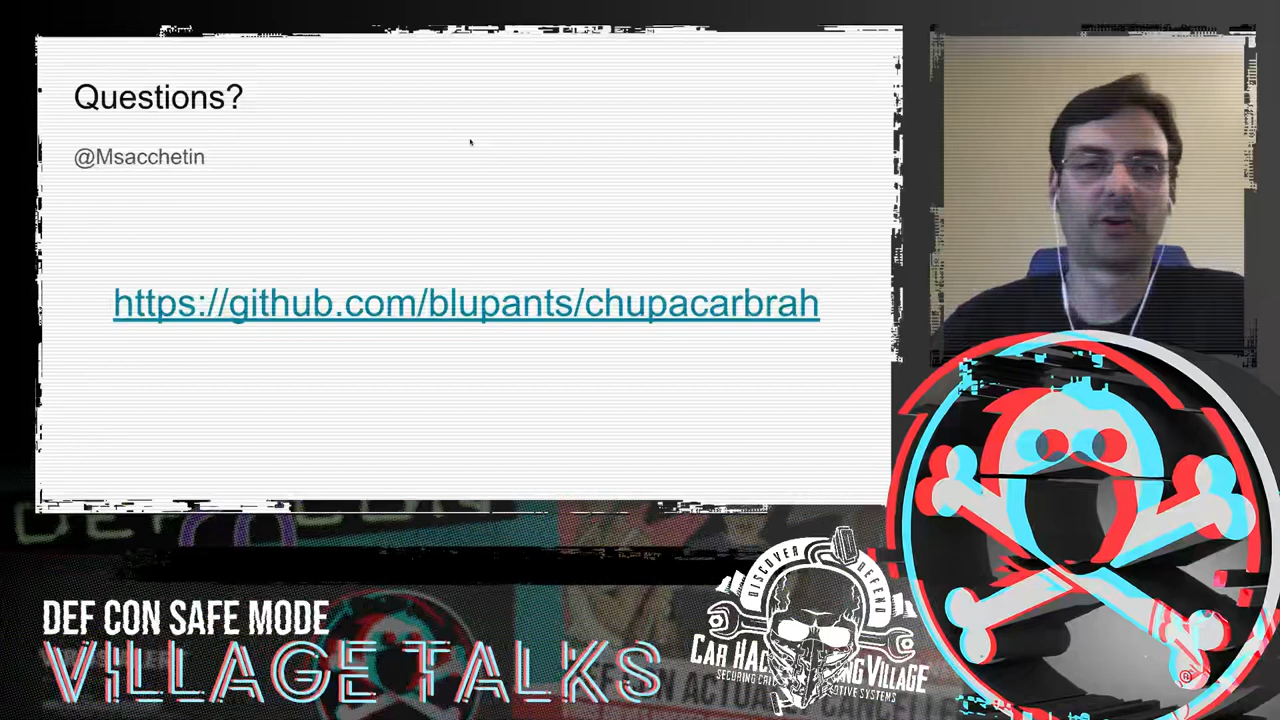 Questions?
@Msacchetin
https://github.com/blupants/chupacarbrah
DEF CON SAFE MODE
VILLAGE TALKS
DISCOVER
DEFEND
CAR HACKING VILLAGE